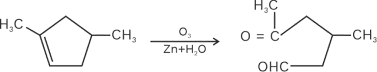 H₃C
CH₃
O₃
Zn+H₂O
H₃C
O = C
CH₃
OHC